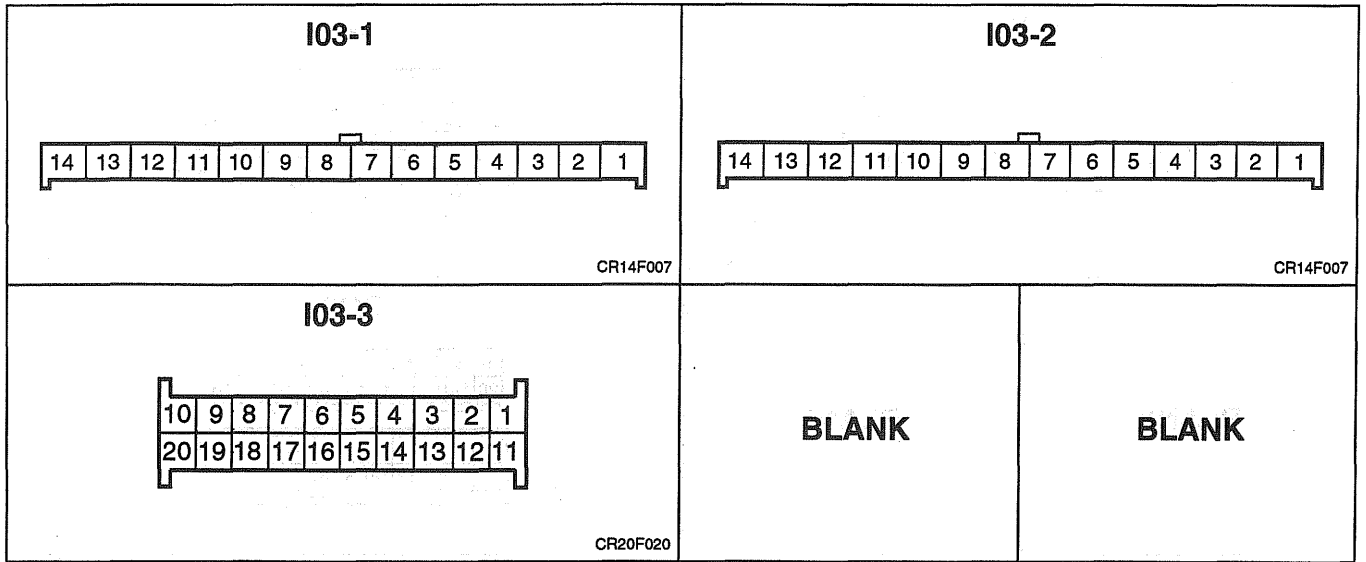 I03-1
14 13 12 11 10 9 8 7 6 5 4 3 2 1
CR14F007
I03-2
14 13 12 11 10 9 8 7 6 5 4 3 2 1
CR14F007
I03-3
10 9 8 7 6 5 4 3 2 1
20 19 18 17 16 15 14 13 12 11
CR20F020
BLANK
BLANK